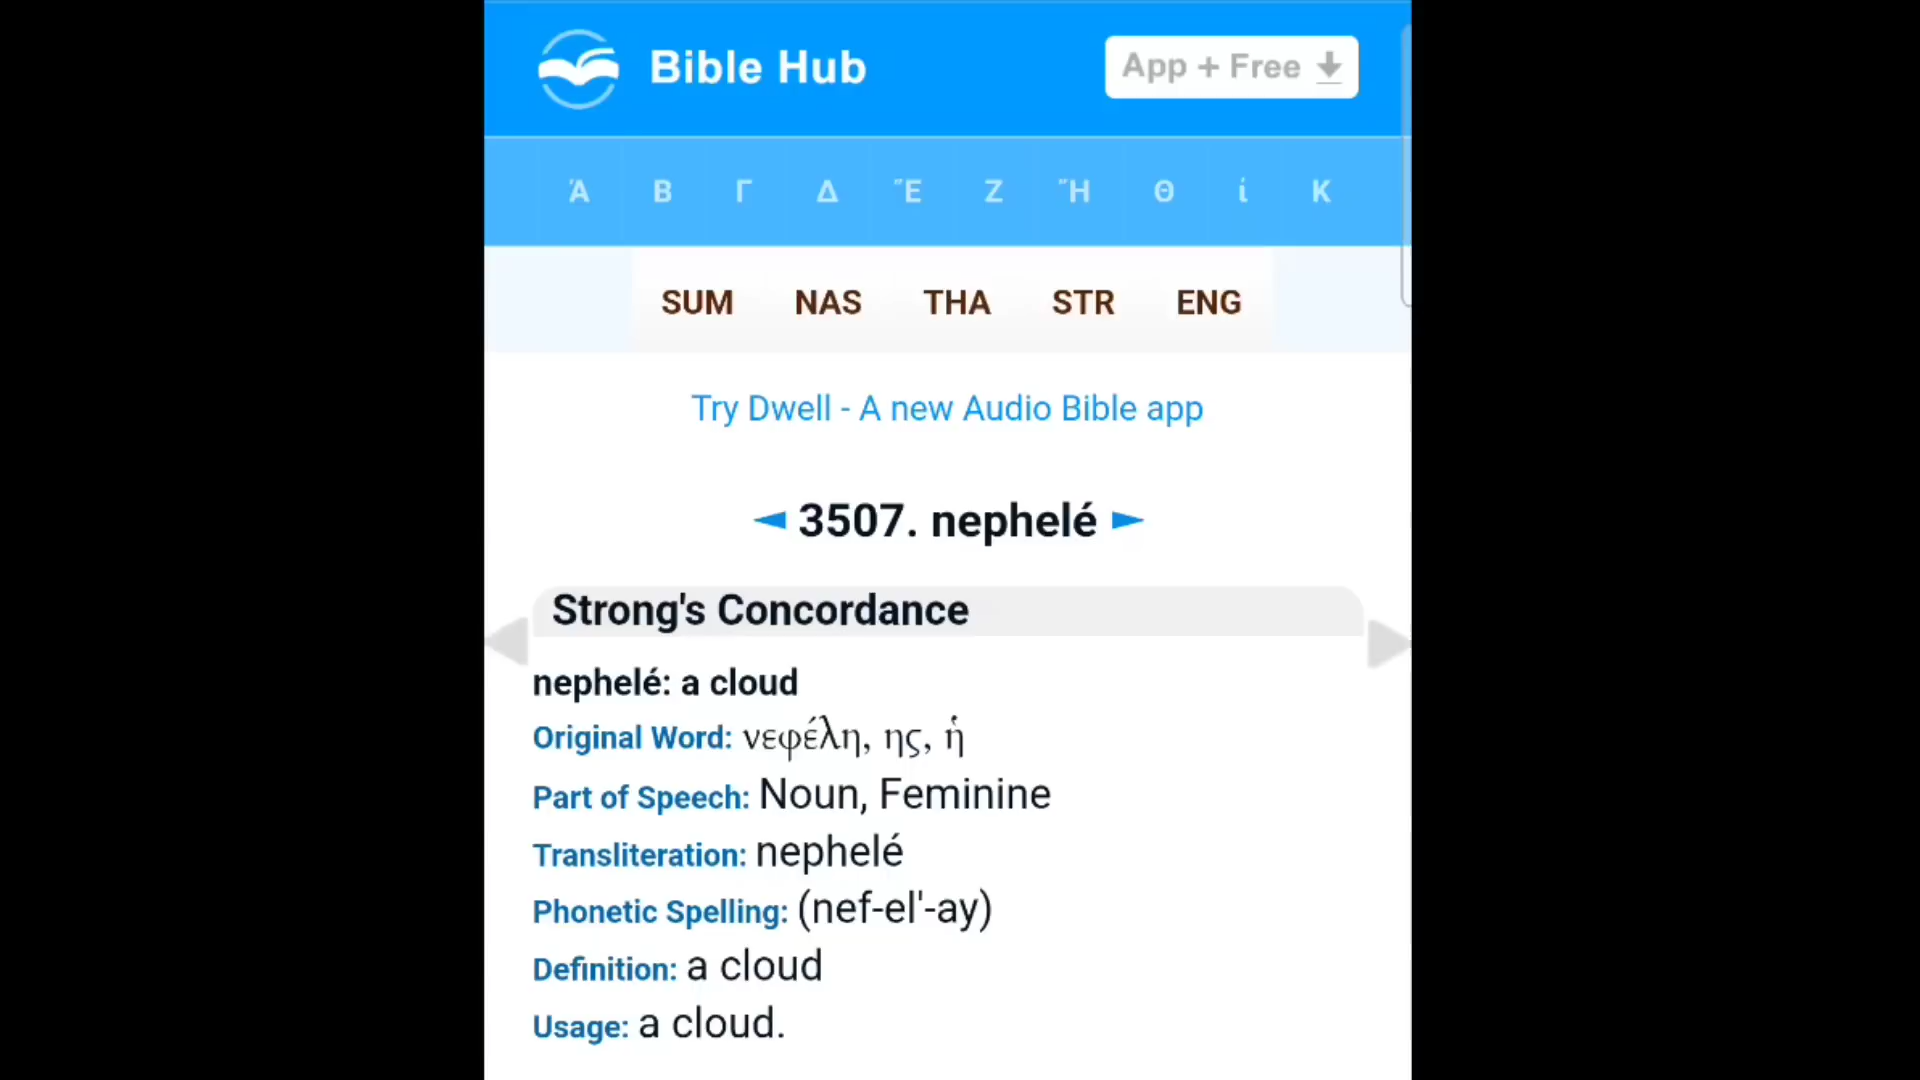 Bible Hub
App + Free
Ά Β Γ Δ Ἔ Ζ Ἤ Θ ί Κ
SUM NAS THA STR ENG
Try Dwell - A new Audio Bible app
◄ 3507. nephelé ►
Strong's Concordance
nephelé: a cloud
Original Word: νεφέλη, ης, ἡ
Part of Speech: Noun, Feminine
Transliteration: nephelé
Phonetic Spelling: (nef-el'-ay)
Definition: a cloud
Usage: a cloud.